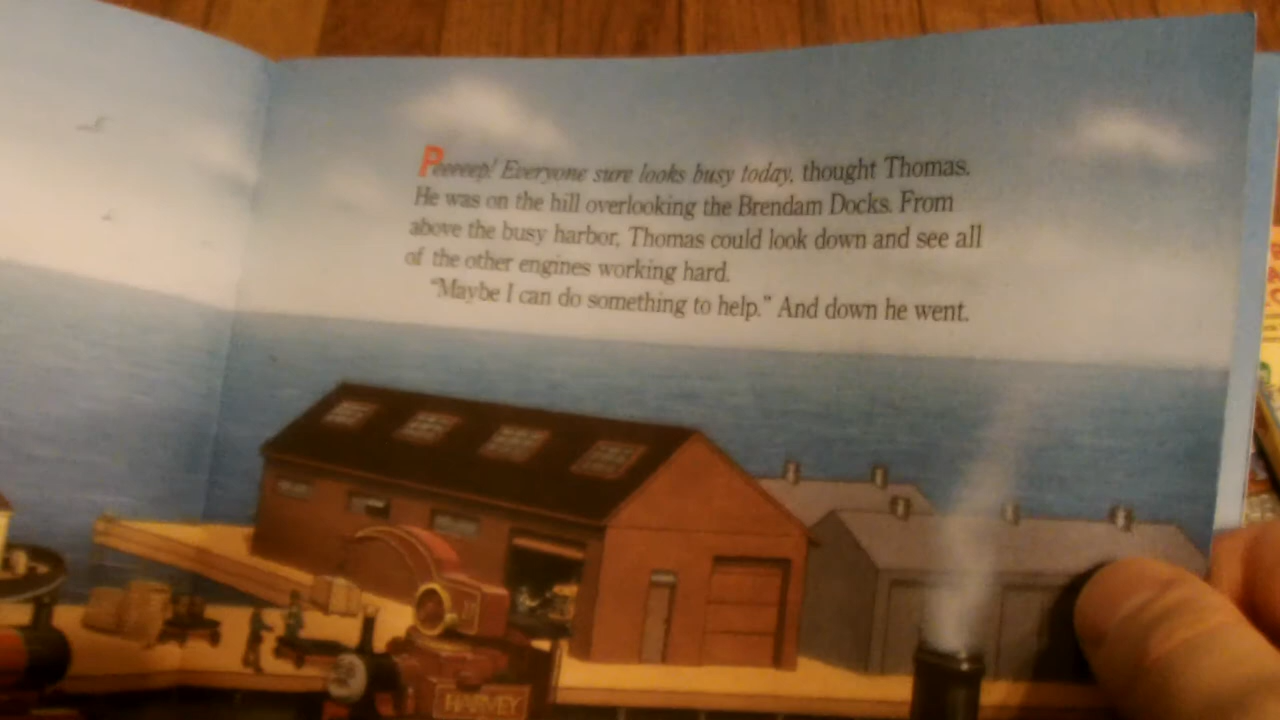 Peeeeep! Everyone sure looks busy today, thought Thomas.
He was on the hill overlooking the Brendam Docks. From
above the busy harbor, Thomas could look down and see all
of the other engines working hard.
"Maybe I can do something to help." And down he went.
HARVEY